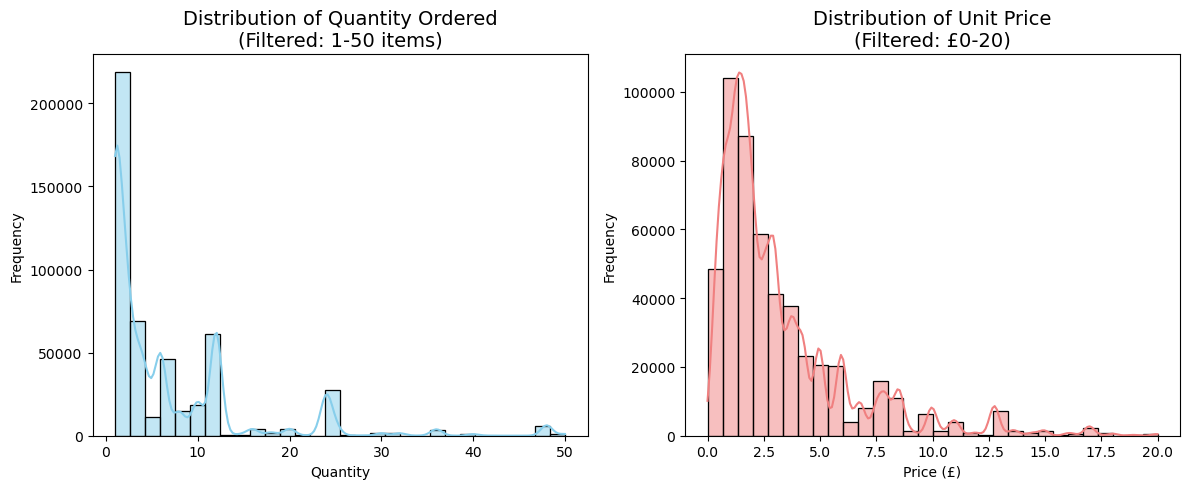 Distribution of Quantity Ordered
(Filtered: 1-50 items)
Frequency
200000
150000
100000
50000
0
0 10 20 30 40 50
Quantity
Distribution of Unit Price
(Filtered: £0-20)
Frequency
100000
80000
60000
40000
20000
0
0.0 2.5 5.0 7.5 10.0 12.5 15.0 17.5 20.0
Price (£)